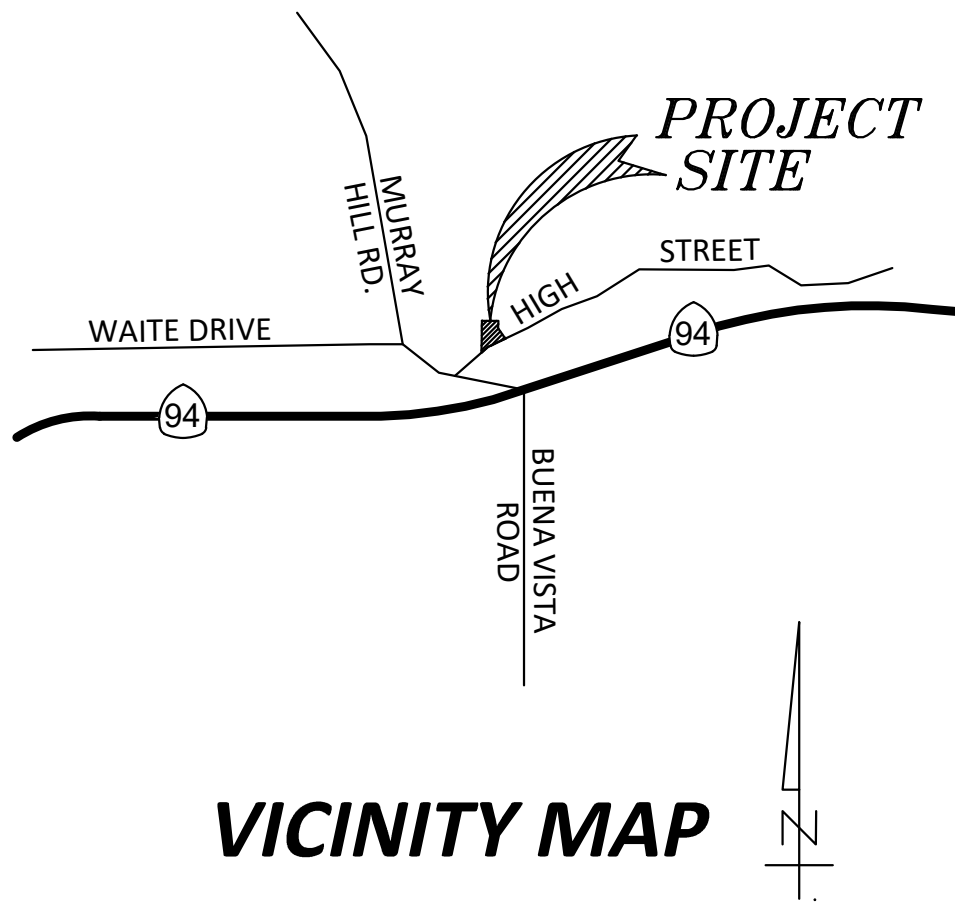 PROJECT
SITE
MURRAY
HILL RD.
STREET
HIGH
WAITE DRIVE
94
94
BUENA VISTA
ROAD
VICINITY MAP
N